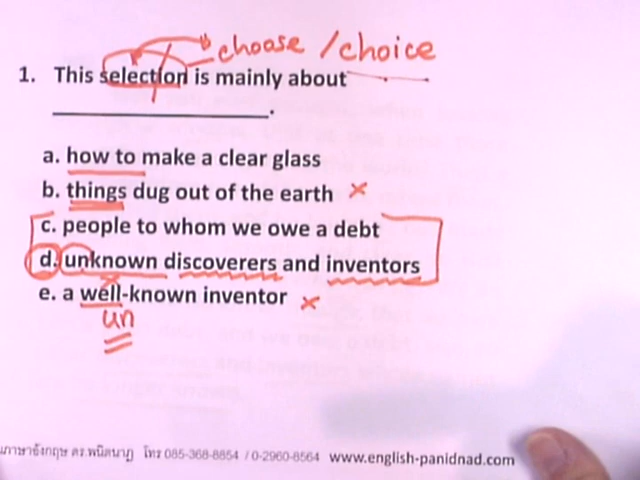 choose / choice
1. This selection is mainly about
____________________.
a. how to make a clear glass
b. things dug out of the earth ×
c. people to whom we owe a debt
d. unknown discoverers and inventors
e. a well-known inventor ×
un
ภาษาอังกฤษ ดร.พนิตนาฏ โทร 085-368-8854 / 0-2960-8564 www.english-panidnad.com